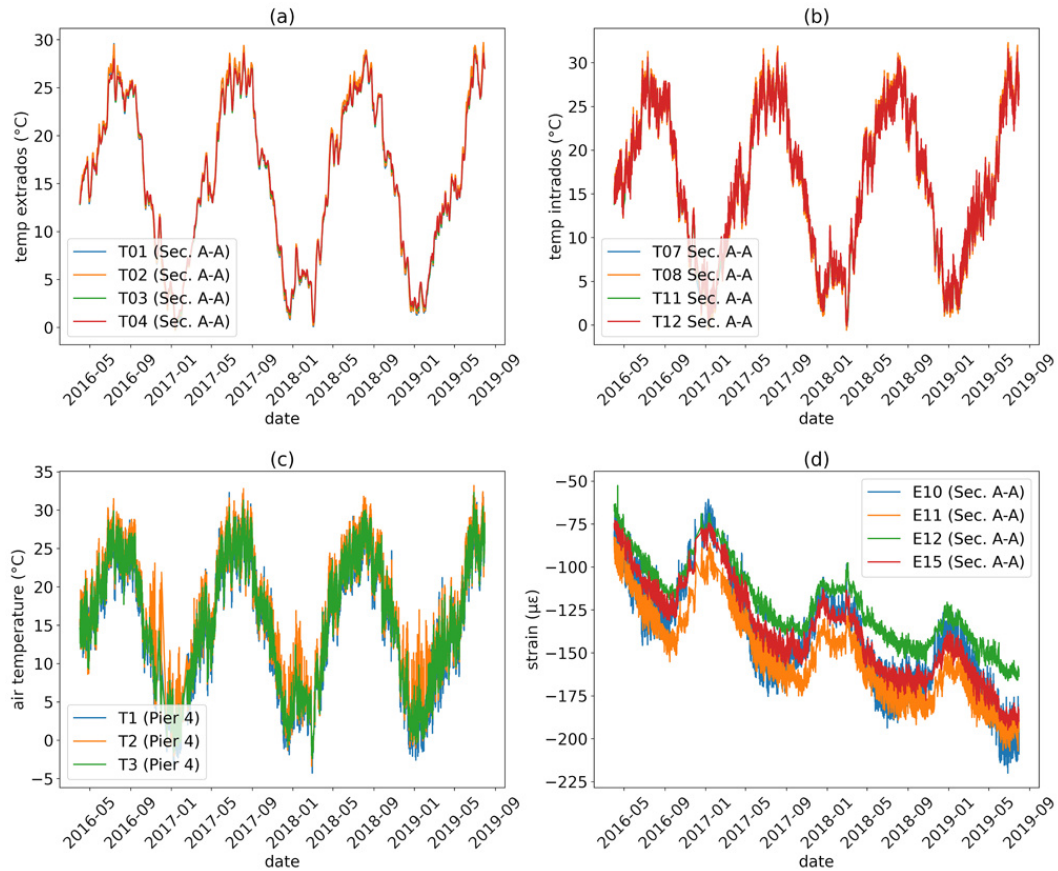 (a)
temp extrados (°C)
30
25
20
15
10
5
0
T01 (Sec. A-A)
T02 (Sec. A-A)
T03 (Sec. A-A)
T04 (Sec. A-A)
2016-05
2016-09
2017-01
2017-05
2017-09
2018-01
2018-05
2018-09
2019-01
2019-05
2019-09
date
(b)
temp intrados (°C)
30
25
20
15
10
5
0
T07 Sec. A-A
T08 Sec. A-A
T11 Sec. A-A
T12 Sec. A-A
2016-05
2016-09
2017-01
2017-05
2017-09
2018-01
2018-05
2018-09
2019-01
2019-05
2019-09
date
(c)
air temperature (°C)
35
30
25
20
15
10
5
0
−5
T1 (Pier 4)
T2 (Pier 4)
T3 (Pier 4)
2016-05
2016-09
2017-01
2017-05
2017-09
2018-01
2018-05
2018-09
2019-01
2019-05
2019-09
date
(d)
strain (με)
−50
−75
−100
−125
−150
−175
−200
−225
E10 (Sec. A-A)
E11 (Sec. A-A)
E12 (Sec. A-A)
E15 (Sec. A-A)
2016-05
2016-09
2017-01
2017-05
2017-09
2018-01
2018-05
2018-09
2019-01
2019-05
2019-09
date